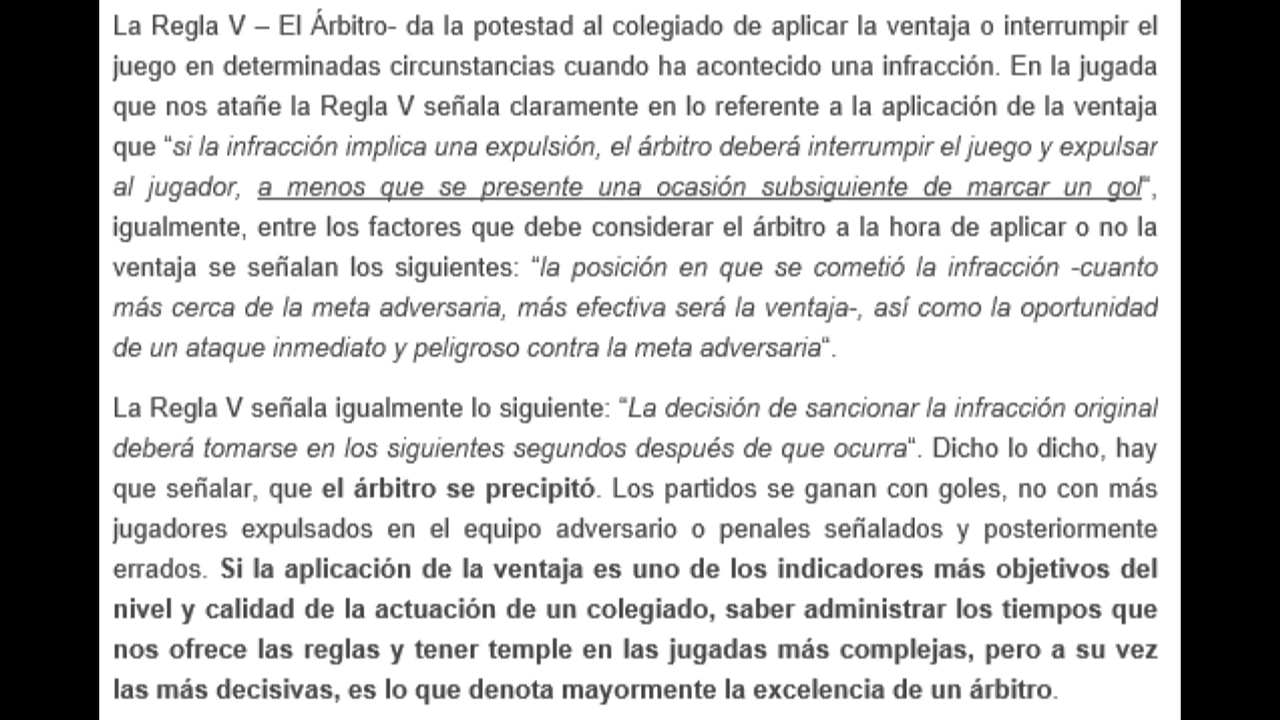 La Regla V – El Árbitro- da la potestad al colegiado de aplicar la ventaja o interrumpir el
juego en determinadas circunstancias cuando ha acontecido una infracción. En la jugada
que nos atañe la Regla V señala claramente en lo referente a la aplicación de la ventaja
que “si la infracción implica una expulsión, el árbitro deberá interrumpir el juego y expulsar
al jugador, a menos que se presente una ocasión subsiguiente de marcar un gol“,
igualmente, entre los factores que debe considerar el árbitro a la hora de aplicar o no la
ventaja se señalan los siguientes: “la posición en que se cometió la infracción -cuanto
más cerca de la meta adversaria, más efectiva será la ventaja-, así como la oportunidad
de un ataque inmediato y peligroso contra la meta adversaria“.
La Regla V señala igualmente lo siguiente: “La decisión de sancionar la infracción original
deberá tomarse en los siguientes segundos después de que ocurra“. Dicho lo dicho, hay
que señalar, que el árbitro se precipitó. Los partidos se ganan con goles, no con más
jugadores expulsados en el equipo adversario o penales señalados y posteriormente
errados. Si la aplicación de la ventaja es uno de los indicadores más objetivos del
nivel y calidad de la actuación de un colegiado, saber administrar los tiempos que
nos ofrece las reglas y tener temple en las jugadas más complejas, pero a su vez
las más decisivas, es lo que denota mayormente la excelencia de un árbitro.